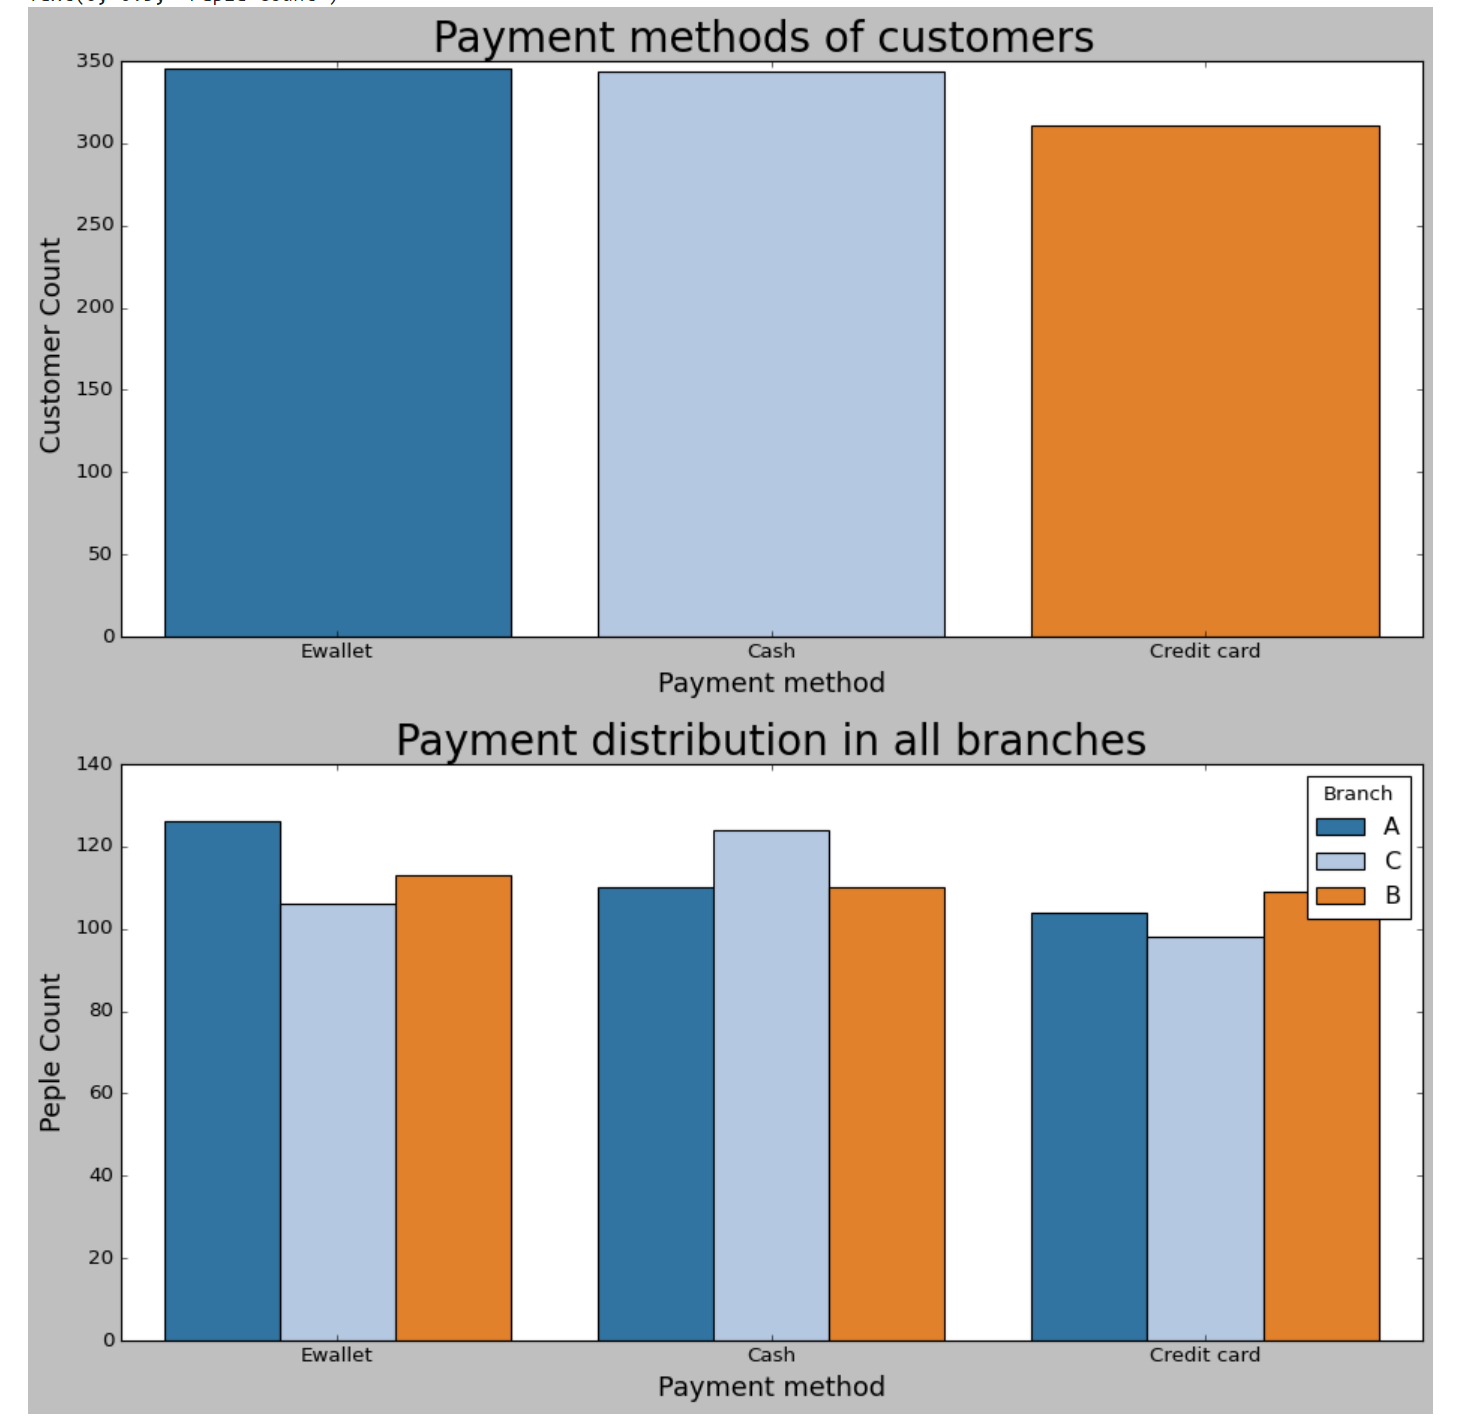 Payment methods of customers
350
300
250
200
150
100
50
0
Customer Count
Ewallet Cash Credit card
Payment method
Payment distribution in all branches
140
120
100
80
60
40
20
0
Peple Count
Branch
A
C
B
Ewallet Cash Credit card
Payment method